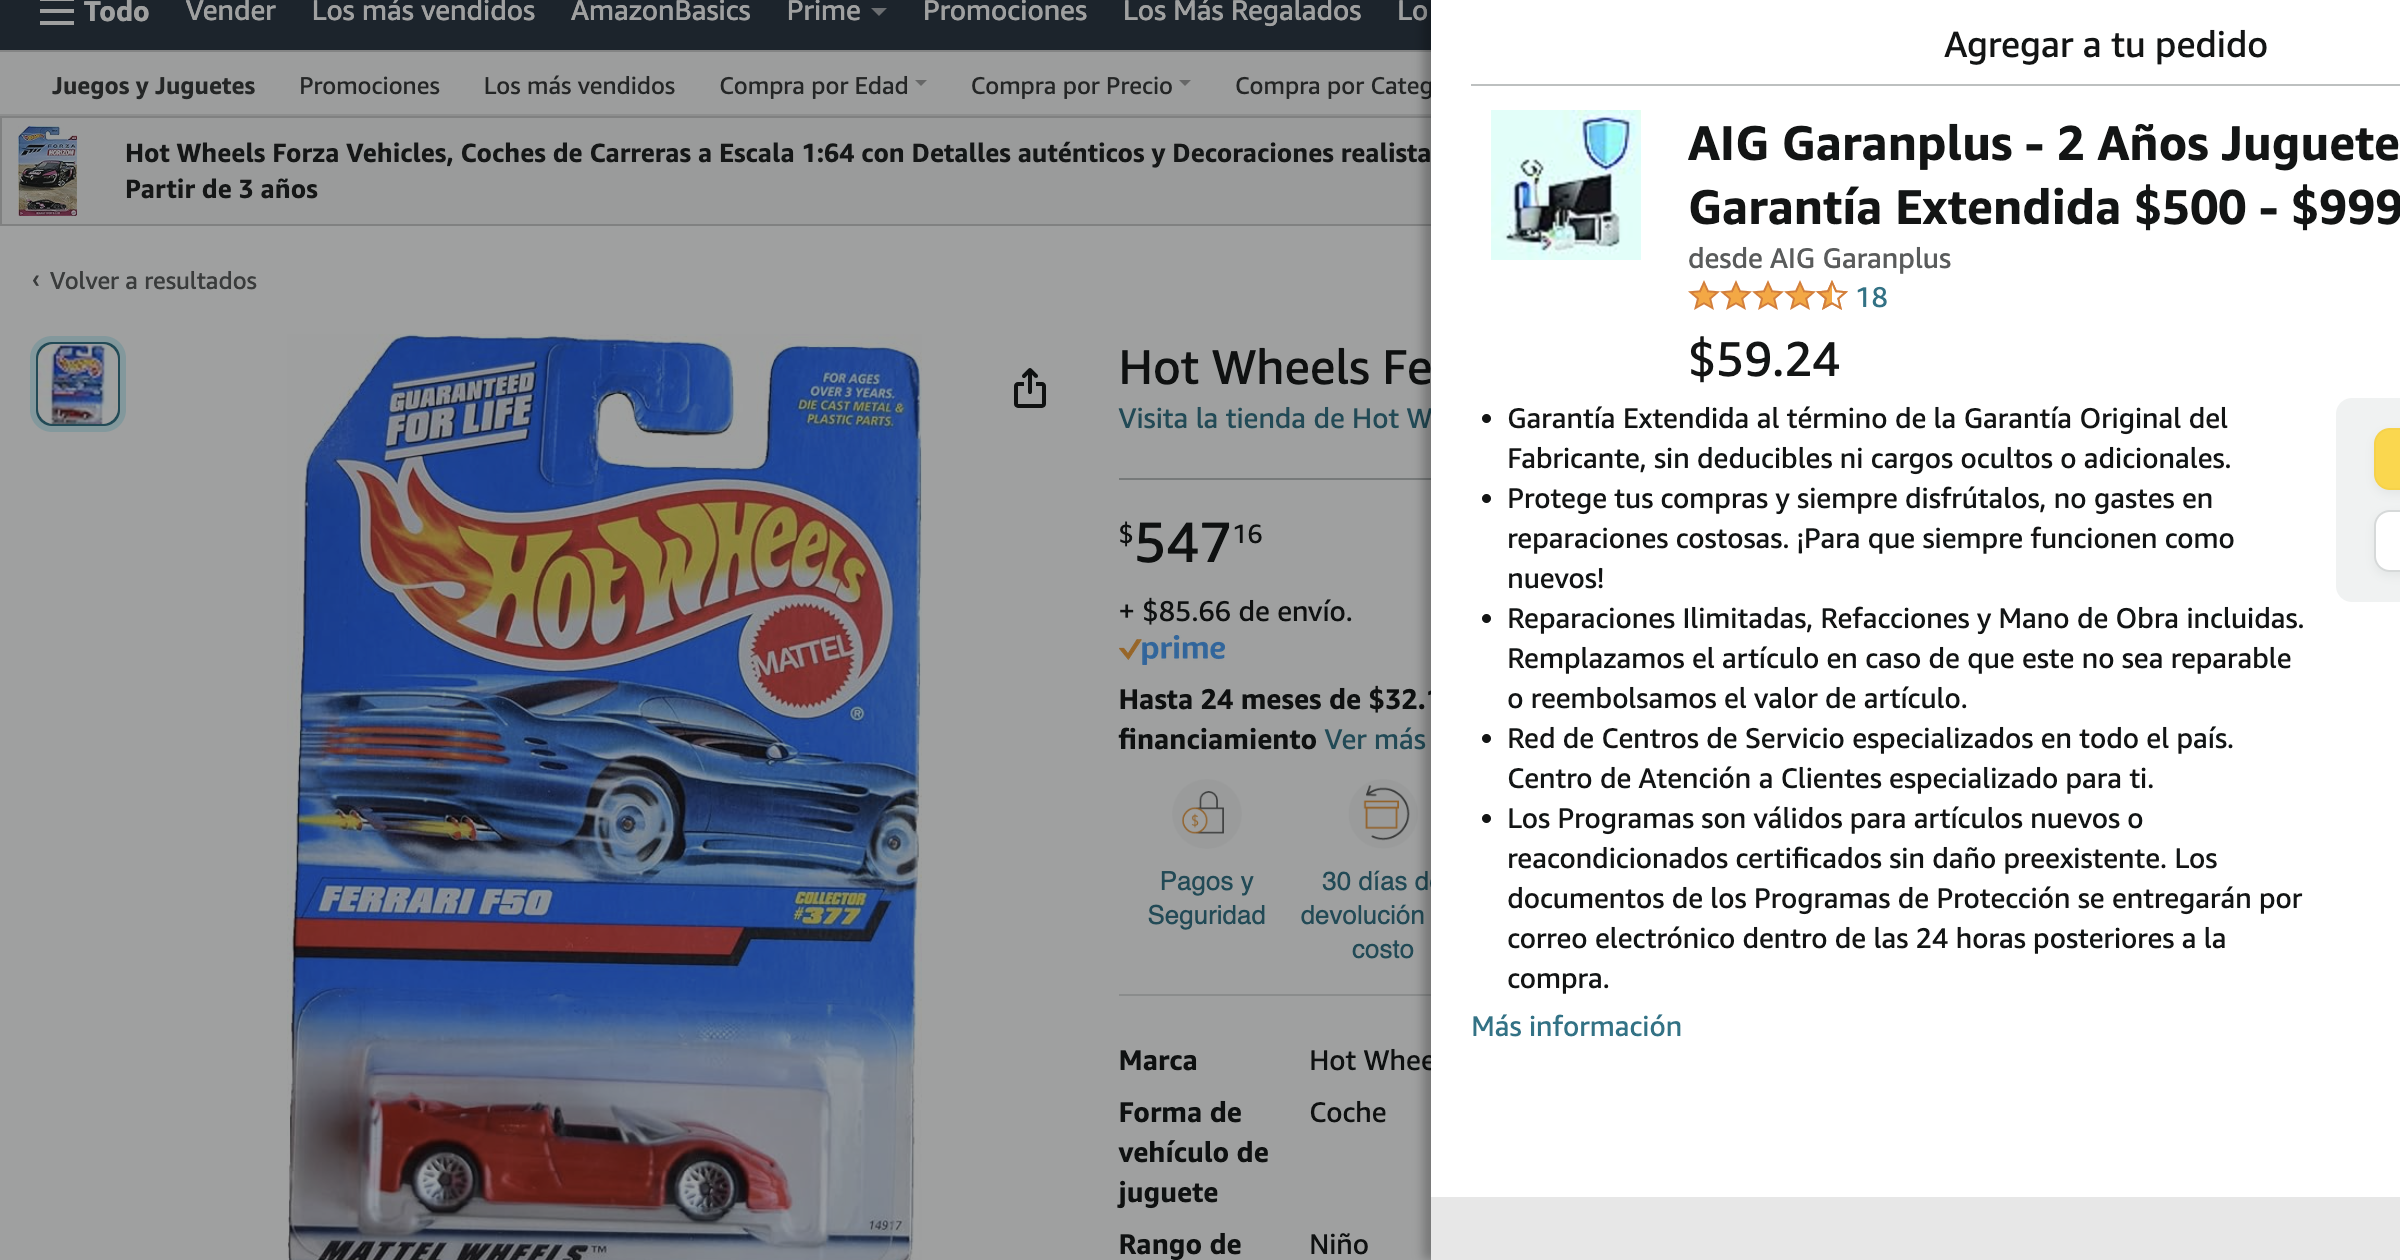 Todo
Vender
Los más vendidos
AmazonBasics
Prime
Promociones
Los Más Regalados
Lo
Juegos y Juguetes
Promociones
Los más vendidos
Compra por Edad
Compra por Precio
Compra por Categ
Hot Wheels Forza Vehicles, Coches de Carreras a Escala 1:64 con Detalles auténticos y Decoraciones realista
Partir de 3 años
‹ Volver a resultados
GUARANTEED
FOR LIFE
FOR AGES
OVER 3 YEARS.
DIE CAST METAL &
PLASTIC PARTS.
HOT WHEELS
MATTEL
®
FERRARI F50
COLLECTOR
#377
14917
MATTEL WHEELS™
Hot Wheels Fe
Visita la tienda de Hot W
$547 16
+ $85.66 de envío.
prime
Hasta 24 meses de $32.
financiamiento Ver más
Pagos y
Seguridad
30 días d
devolución
costo
Marca Hot Whee
Forma de Coche
vehículo de
juguete
Rango de Niño
Agregar a tu pedido
AIG Garanplus - 2 Años Juguete
Garantía Extendida $500 - $999
desde AIG Garanplus
18
$59.24
• Garantía Extendida al término de la Garantía Original del
Fabricante, sin deducibles ni cargos ocultos o adicionales.
• Protege tus compras y siempre disfrútalos, no gastes en
reparaciones costosas. ¡Para que siempre funcionen como
nuevos!
• Reparaciones Ilimitadas, Refacciones y Mano de Obra incluidas.
Remplazamos el artículo en caso de que este no sea reparable
o reembolsamos el valor de artículo.
• Red de Centros de Servicio especializados en todo el país.
Centro de Atención a Clientes especializado para ti.
• Los Programas son válidos para artículos nuevos o
reacondicionados certificados sin daño preexistente. Los
documentos de los Programas de Protección se entregarán por
correo electrónico dentro de las 24 horas posteriores a la
compra.
Más información